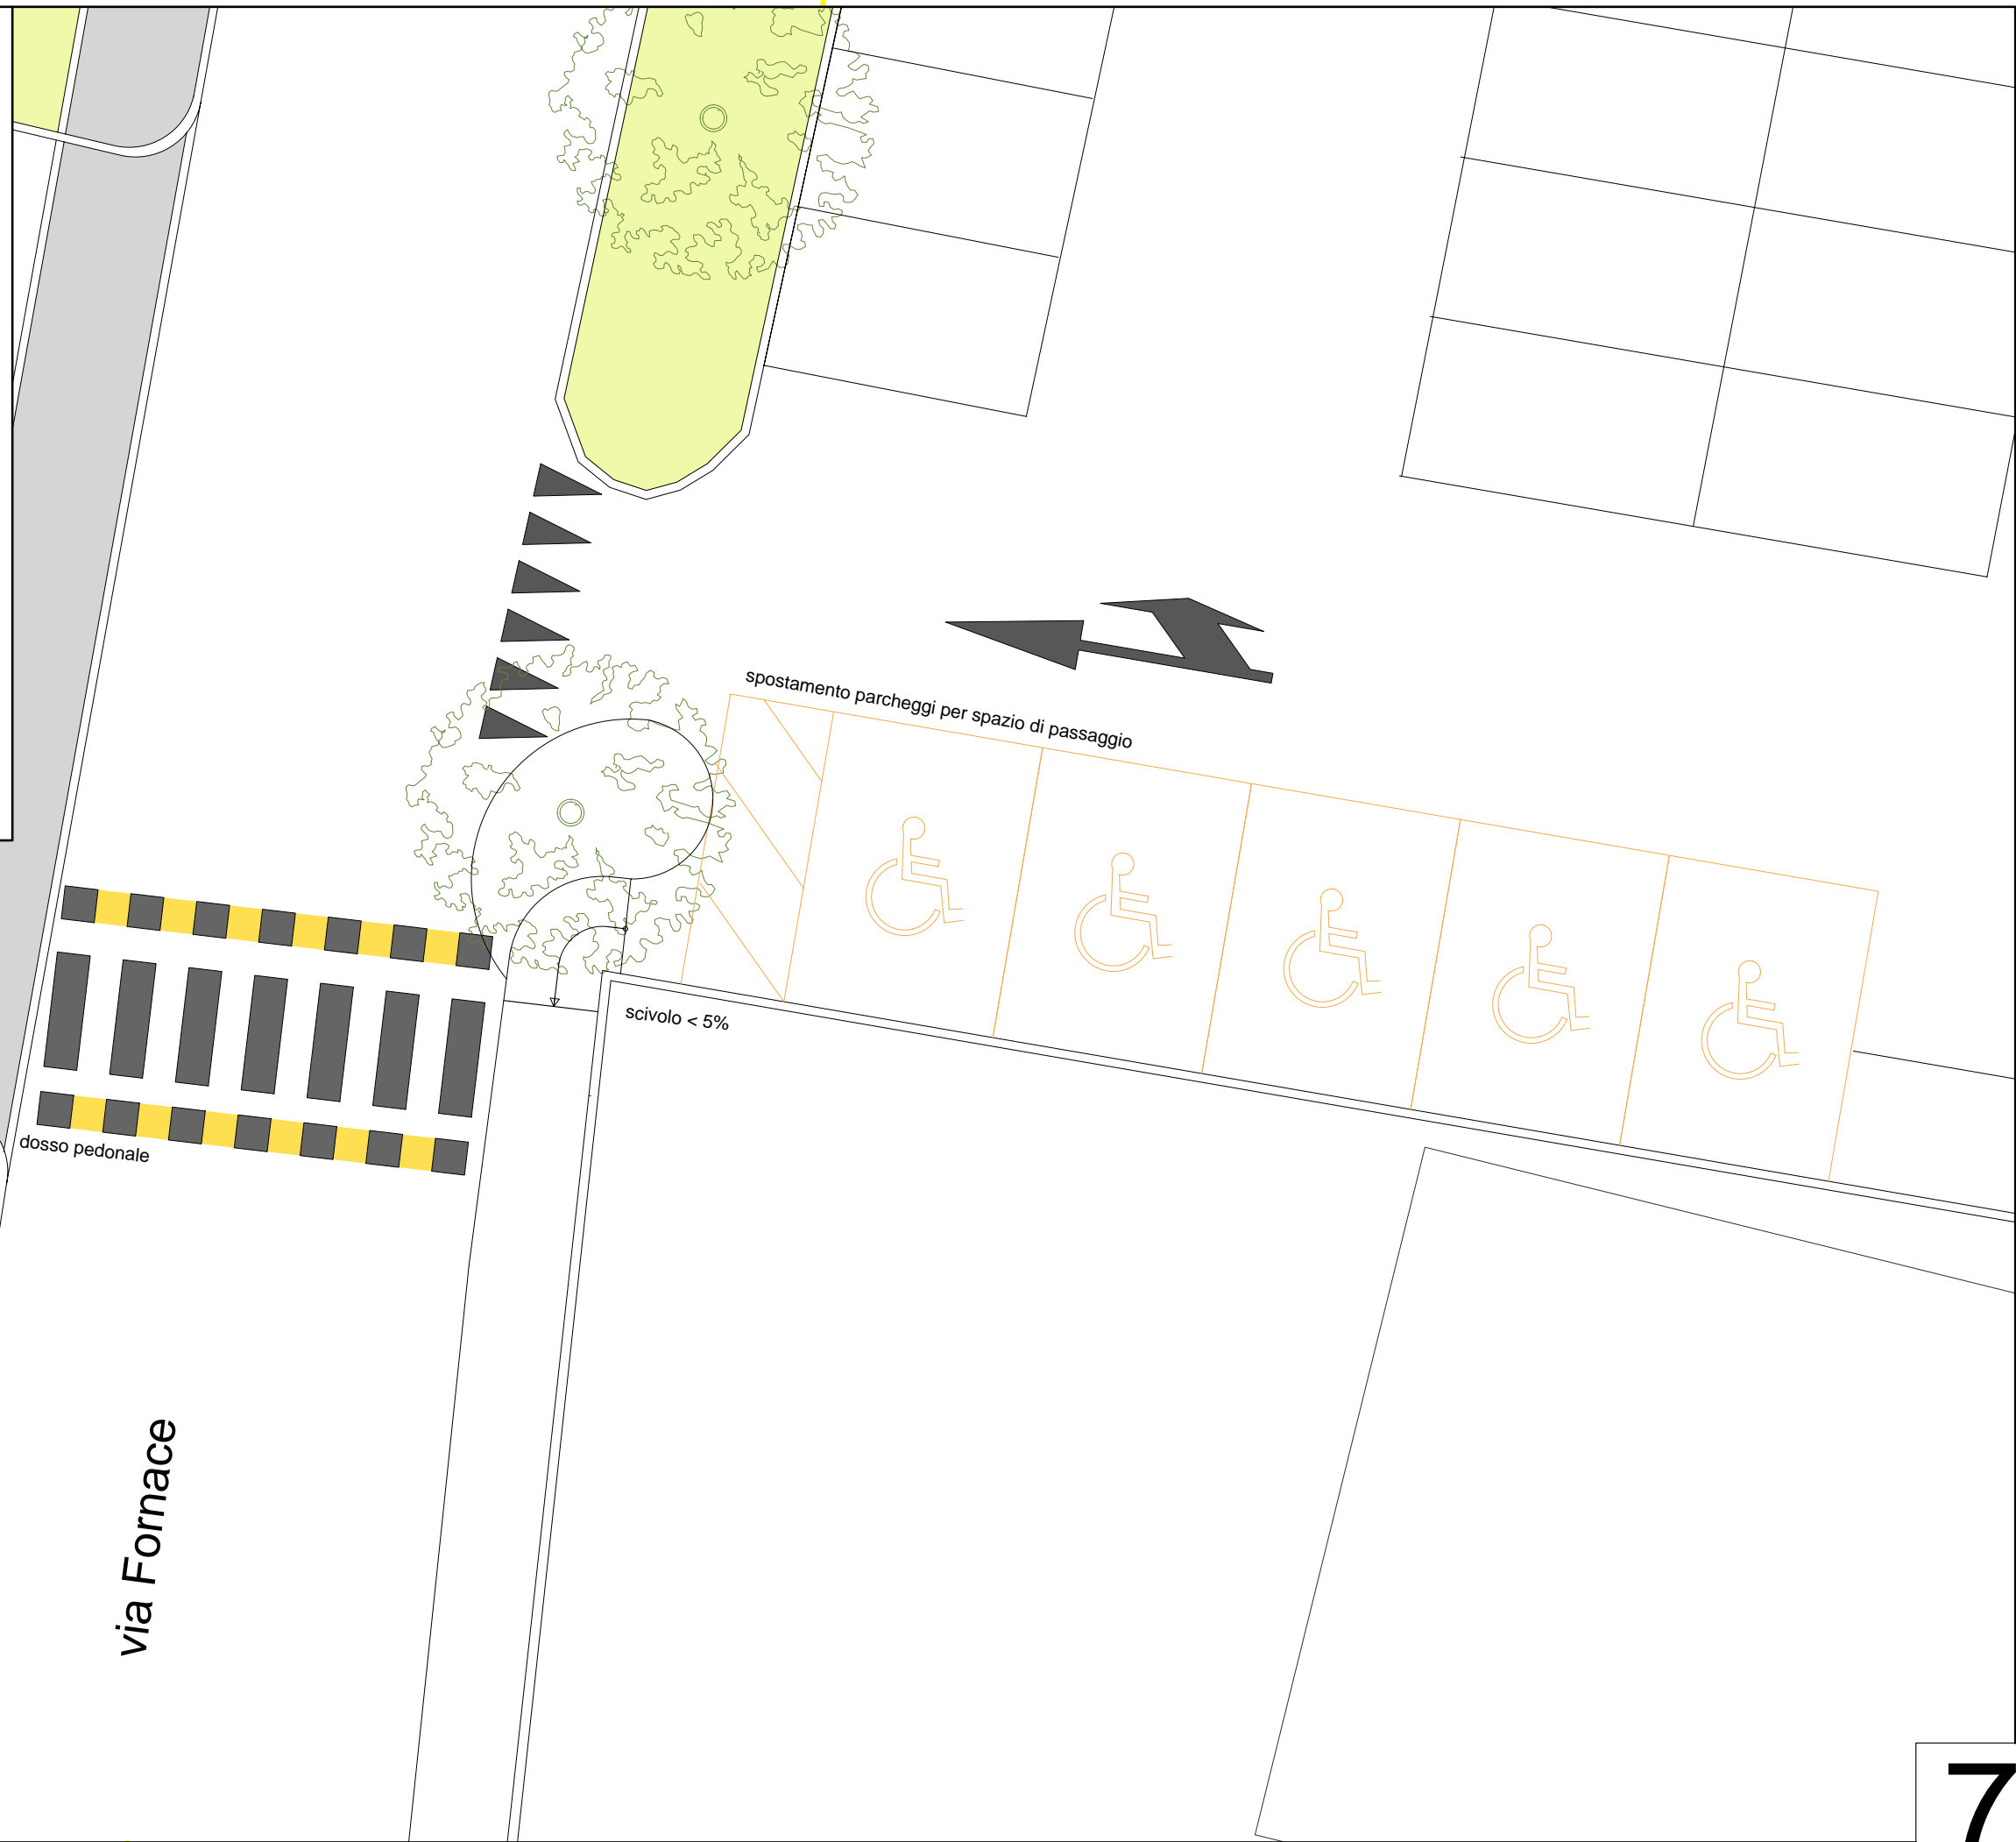 spostamento parcheggi per spazio di passaggio
scivolo < 5%
dosso pedonale
via Fornace
7